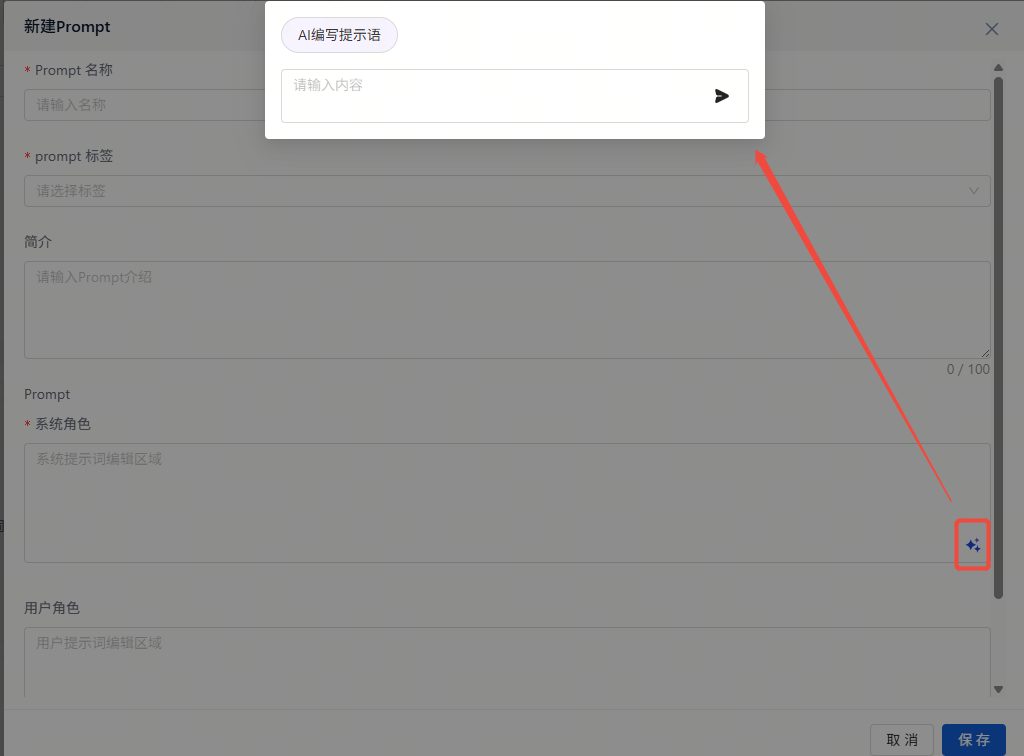 新建Prompt
AI编写提示语
请输入内容
* Prompt 名称
请输入名称
* prompt 标签
请选择标签
简介
请输入Prompt介绍
0 / 100
Prompt
* 系统角色
系统提示词编辑区域
用户角色
用户提示词编辑区域
取 消
保 存